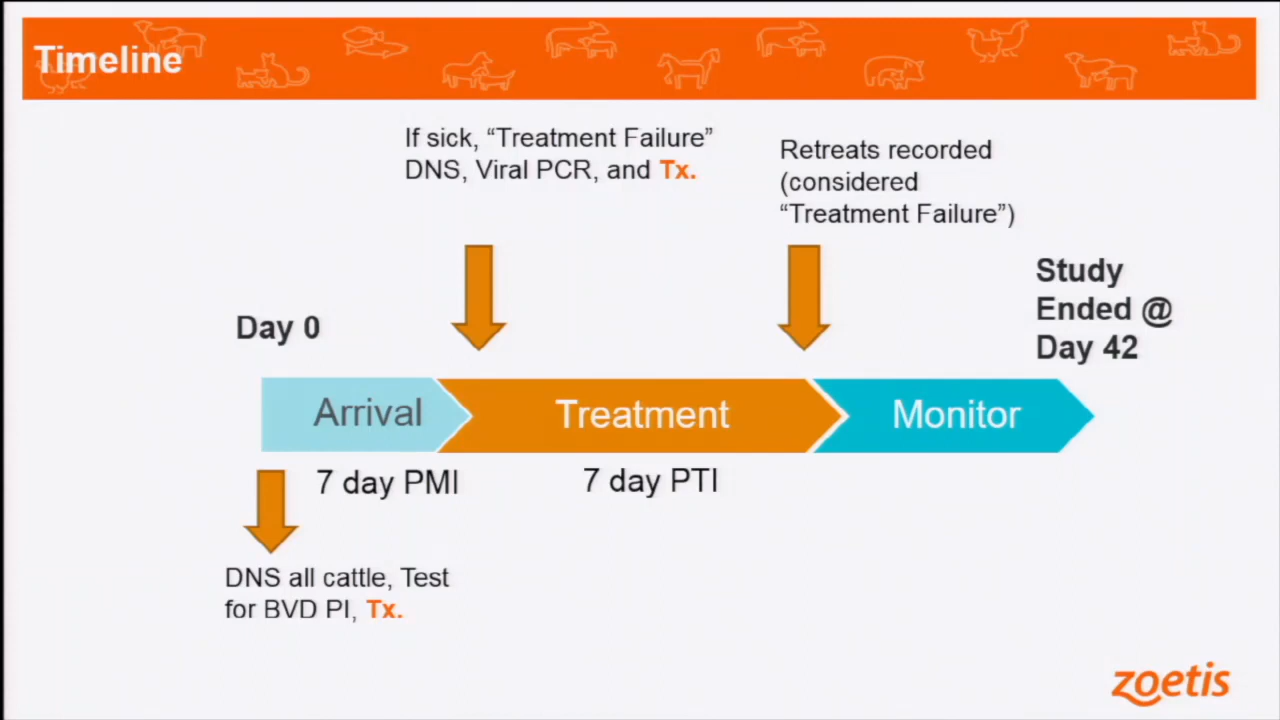 Timeline
If sick, “Treatment Failure”
DNS, Viral PCR, and Tx.
Retreats recorded
(considered
“Treatment Failure”)
Study
Ended @
Day 42
Day 0
Arrival
Treatment
Monitor
7 day PMI
7 day PTI
DNS all cattle, Test
for BVD PI, Tx.
zoetis